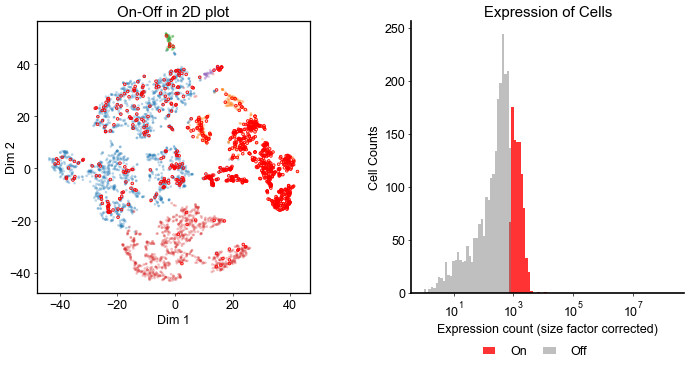 On-Off in 2D plot
Dim 2
40
20
0
−20
−40
−40 −20 0 20 40
Dim 1
Expression of Cells
Cell Counts
250
200
150
100
50
0
10^1 10^3 10^5 10^7
Expression count (size factor corrected)
On Off